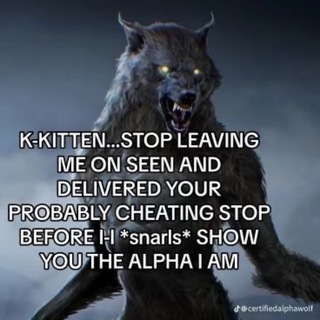 K-KITTEN...STOP LEAVING
ME ON SEEN AND
DELIVERED YOUR
PROBABLY CHEATING STOP
BEFORE I-I *snarls* SHOW
YOU THE ALPHA I AM
@certifiedalphawolf